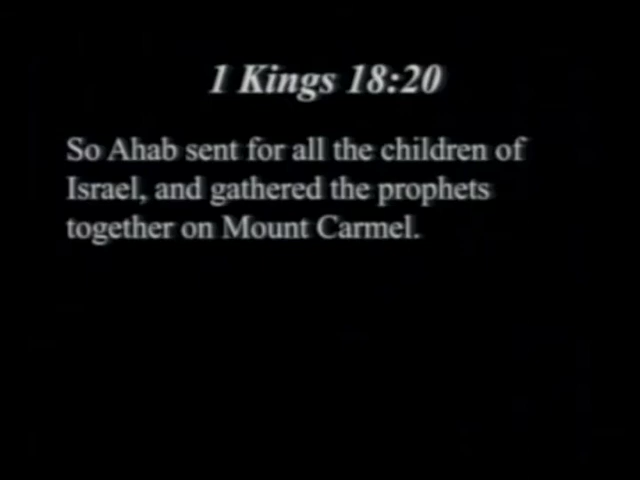 1 Kings 18:20
So Ahab sent for all the children of
Israel, and gathered the prophets
together on Mount Carmel.